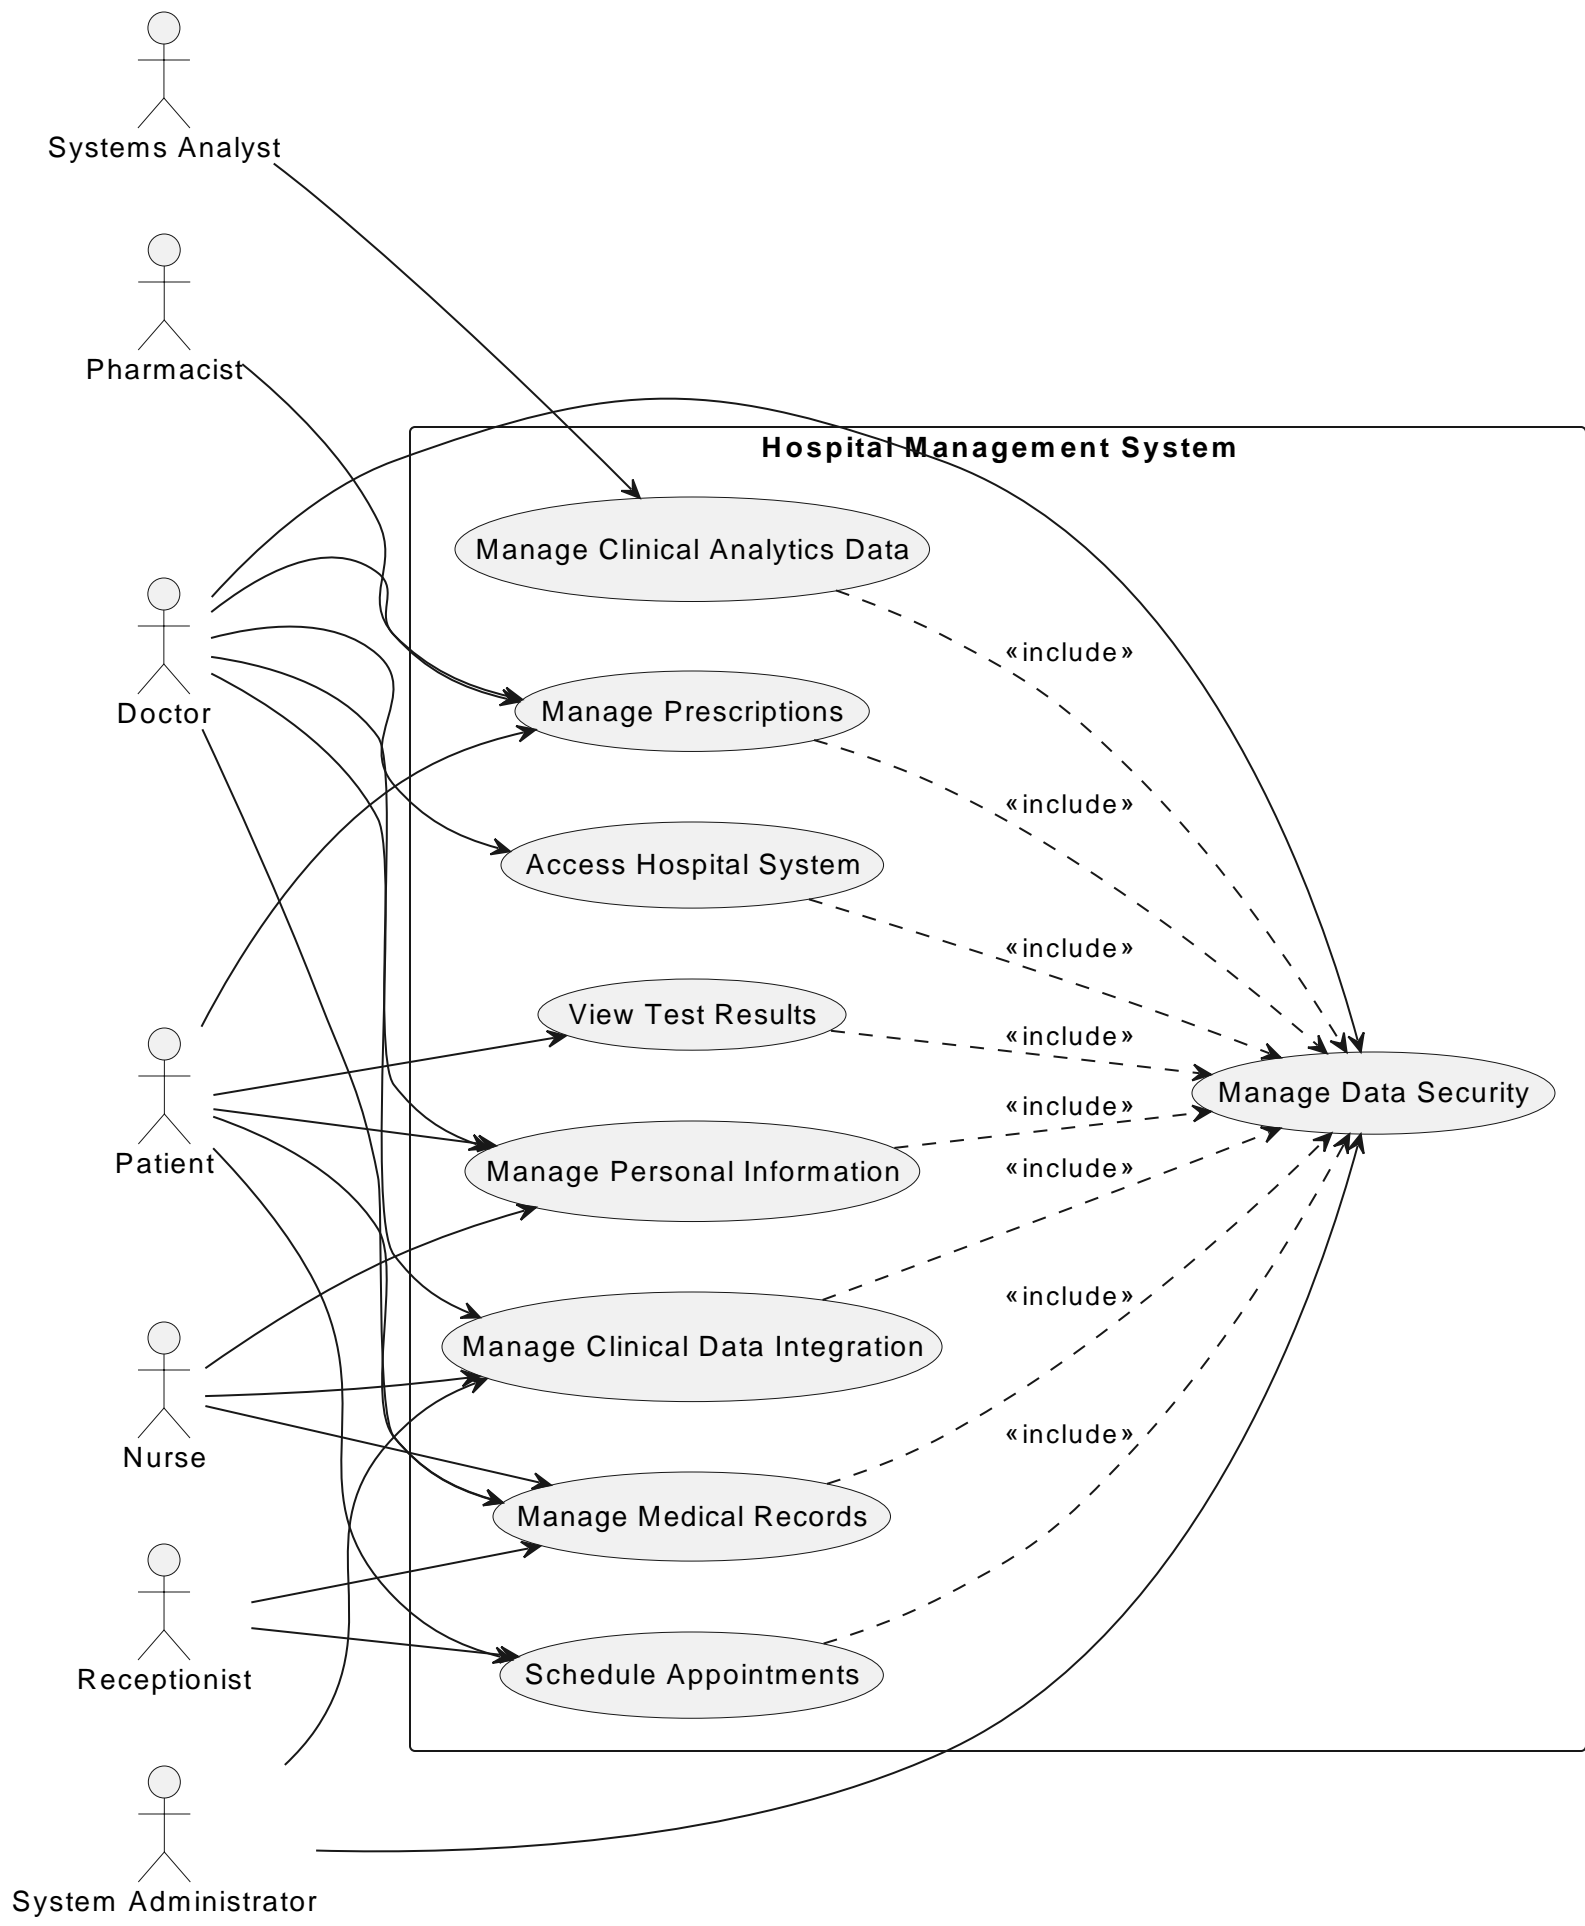 Systems Analyst
Pharmacist
Hospital Management System
Manage Clinical Analytics Data
«include»
Manage Prescriptions
Doctor
«include»
Access Hospital System
«include»
View Test Results
«include»
Manage Data Security
«include»
Patient
Manage Personal Information
«include»
«include»
Manage Clinical Data Integration
«include»
Nurse
Manage Medical Records
Receptionist
Schedule Appointments
System Administrator